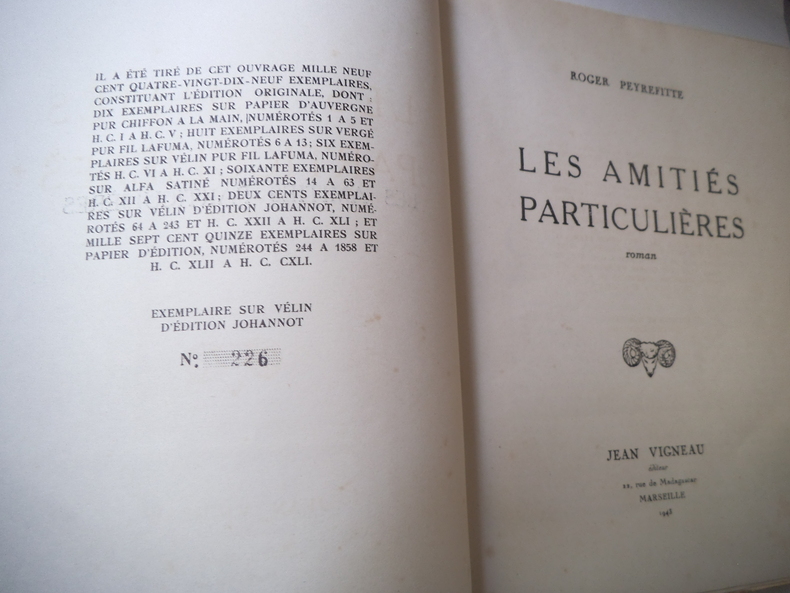 IL A ÉTÉ TIRÉ DE CET OUVRAGE MILLE NEUF
CENT QUATRE-VINGT-DIX-NEUF EXEMPLAIRES,
CONSTITUANT L'ÉDITION ORIGINALE, DONT :
DIX EXEMPLAIRES SUR PAPIER D'AUVERGNE
PUR CHIFFON A LA MAIN, NUMÉROTÉS 1 A 5 ET
H. C. I A H. C. V ; HUIT EXEMPLAIRES SUR VERGÉ
PUR FIL LAFUMA, NUMÉROTÉS 6 A 13 ; SIX EXEM-
PLAIRES SUR VÉLIN PUR FIL LAFUMA, NUMÉRO-
TÉS H. C. VI A H. C. XI ; SOIXANTE EXEMPLAIRES
SUR ALFA SATINÉ NUMÉROTÉS 14 A 63 ET
H. C. XII A H. C. XXI ; DEUX CENTS EXEMPLAI-
RES SUR VÉLIN D'ÉDITION JOHANNOT, NUMÉ-
ROTÉS 64 A 243 ET H. C. XXII A H. C. XLI ; ET
MILLE SEPT CENT QUINZE EXEMPLAIRES SUR
PAPIER D'ÉDITION, NUMÉROTÉS 244 A 1858 ET
H. C. XLII A H. C. CXLI.
EXEMPLAIRE SUR VÉLIN
D'ÉDITION JOHANNOT
No. 226
ROGER PEYREFITTE
LES AMITIÉS
PARTICULIÈRES
roman
JEAN VIGNEAU
éditeur
22, rue de Madagascar
MARSEILLE